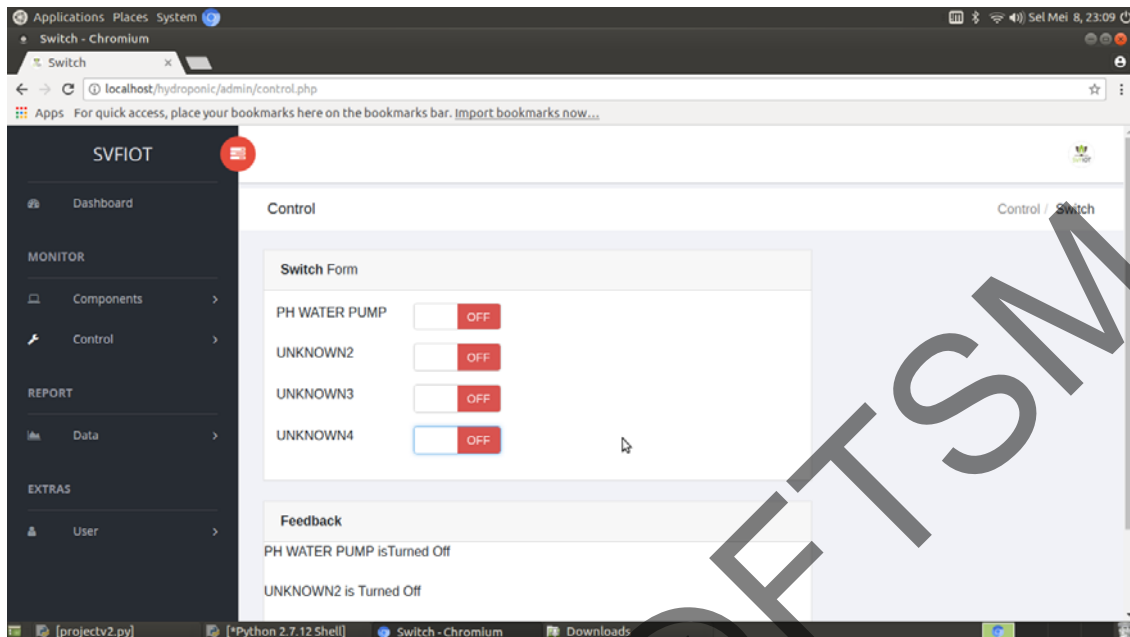 Applications Places System
Sel Mei 8, 23:09
Switch - Chromium
Switch ×
localhost/hydroponic/admin/control.php
Apps For quick access, place your bookmarks here on the bookmarks bar. Import bookmarks now...
SVFIOT
Dashboard
MONITOR
Components
Control
REPORT
Data
EXTRAS
User
Control
Control / Switch
Switch Form
PH WATER PUMP OFF
UNKNOWN2 OFF
UNKNOWN3 OFF
UNKNOWN4 OFF
Feedback
PH WATER PUMP isTurned Off
UNKNOWN2 is Turned Off
[projectv2.py] [*Python 2.7.12 Shell] Switch - Chromium Downloads
FTSM